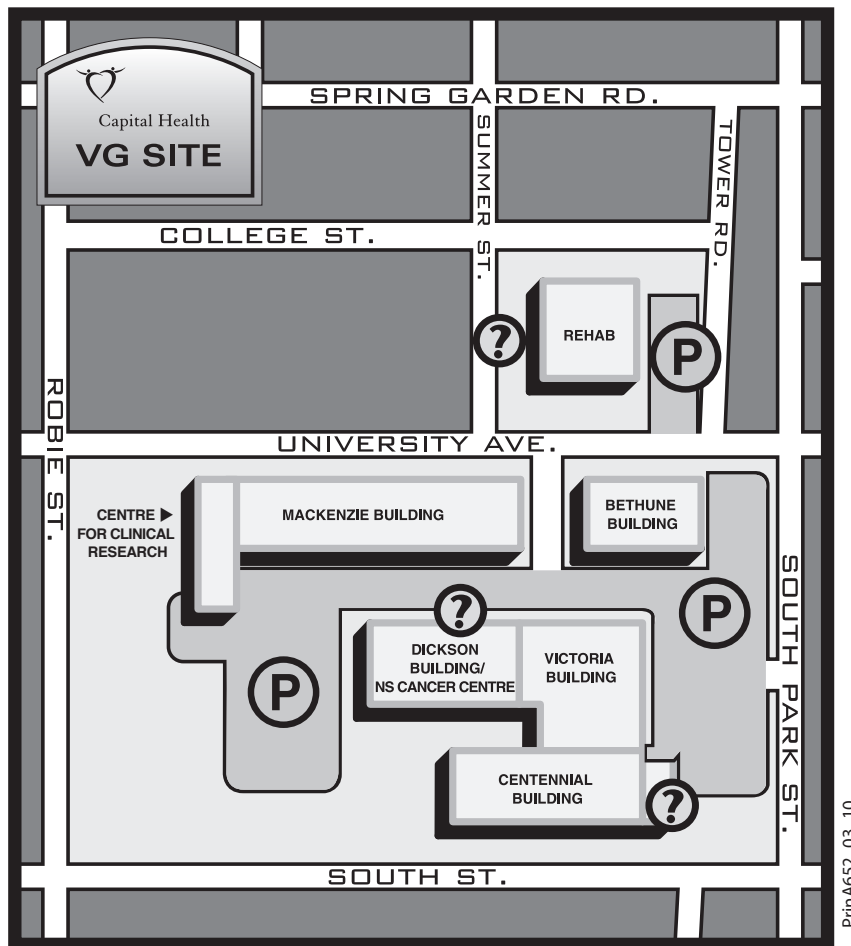 Capital Health
VG SITE
SPRING GARDEN RD.
SUMMER ST.
TOWER RD.
COLLEGE ST.
REHAB
?
P
ROBIE ST.
UNIVERSITY AVE.
CENTRE ▶
FOR CLINICAL
RESEARCH
MACKENZIE BUILDING
BETHUNE
BUILDING
SOUTH PARK ST.
?
P
DICKSON
BUILDING/
NS CANCER CENTRE
VICTORIA
BUILDING
P
CENTENNIAL
BUILDING
?
SOUTH ST.
PrinA652_03_10